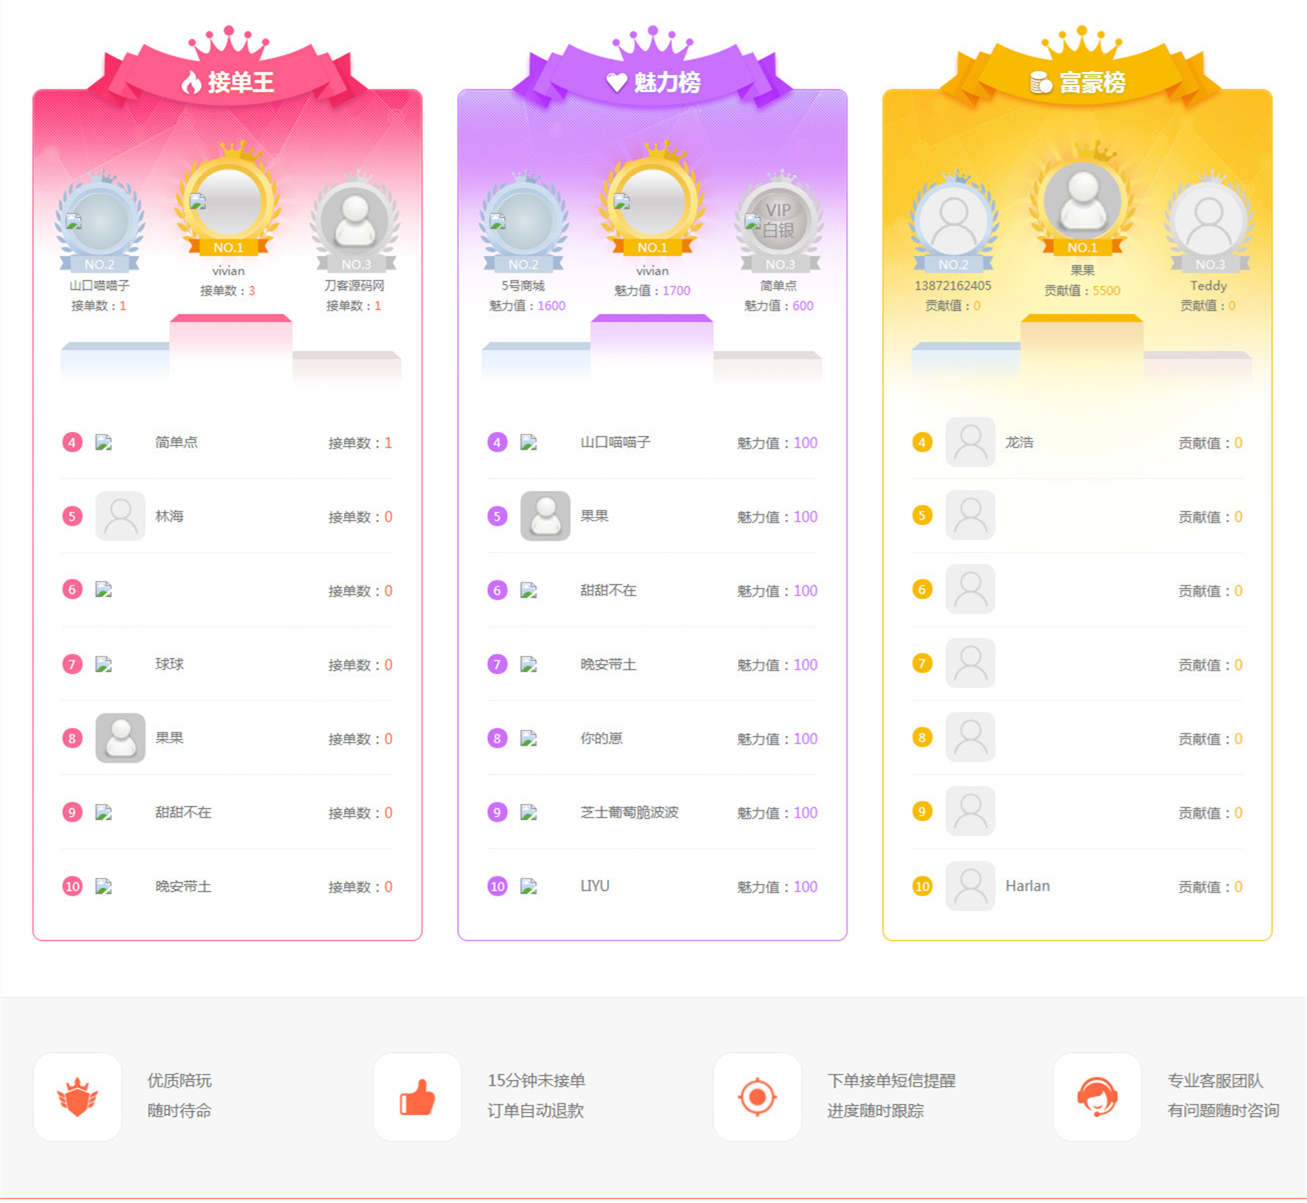 接单王
NO.1
vivian
接单数：3
NO.2
山口喵喵子
接单数：1
NO.3
刀客源码网
接单数：1
4 简单点 接单数：1
5 林海 接单数：0
6 接单数：0
7 球球 接单数：0
8 果果 接单数：0
9 甜甜不在 接单数：0
10 晚安带土 接单数：0
魅力榜
NO.1
vivian
魅力值：1700
NO.2
5号商城
魅力值：1600
VIP
白银
NO.3
简单点
魅力值：600
4 山口喵喵子 魅力值：100
5 果果 魅力值：100
6 甜甜不在 魅力值：100
7 晚安带土 魅力值：100
8 你的崽 魅力值：100
9 芝士葡萄脆波波 魅力值：100
10 LIYU 魅力值：100
富豪榜
NO.1
果果
贡献值：5500
NO.2
13872162405
贡献值：0
NO.3
Teddy
贡献值：0
4 龙浩 贡献值：0
5 贡献值：0
6 贡献值：0
7 贡献值：0
8 贡献值：0
9 贡献值：0
10 Harlan 贡献值：0
优质陪玩
随时待命
15分钟未接单
订单自动退款
下单接单短信提醒
进度随时跟踪
专业客服团队
有问题随时咨询